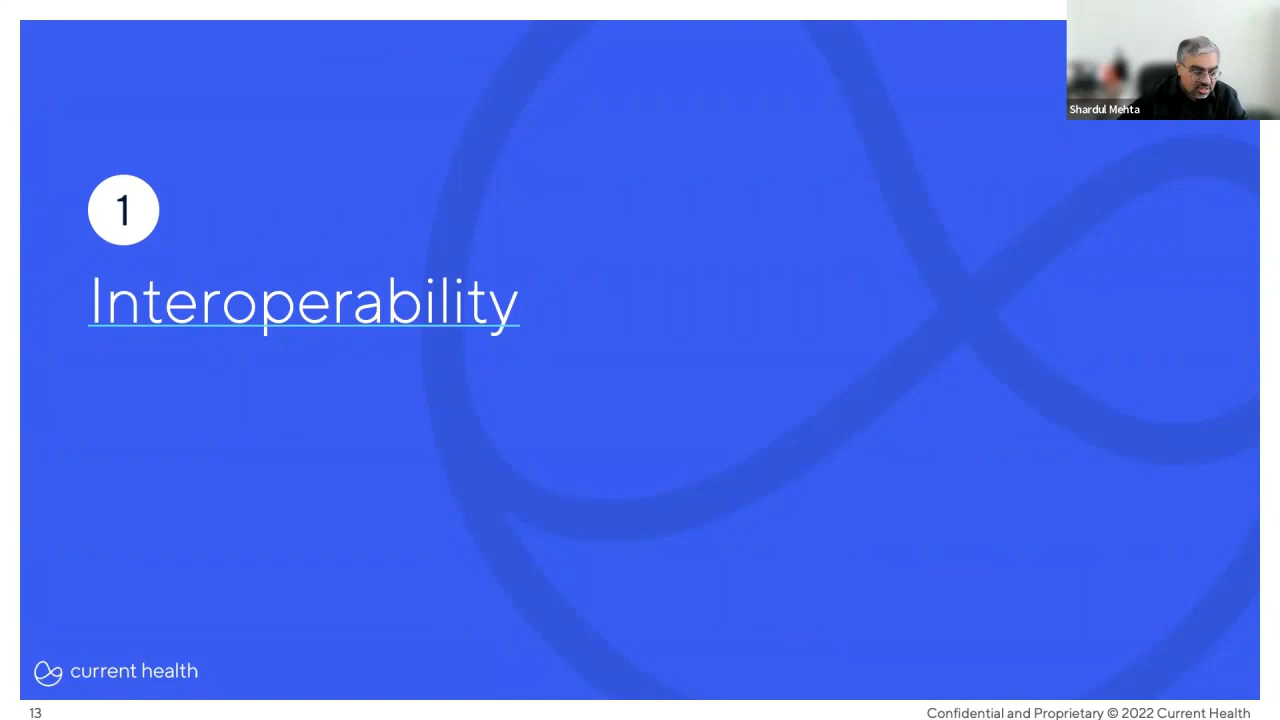 Shardul Mehta
1
Interoperability
current health
13
Confidential and Proprietary © 2022 Current Health